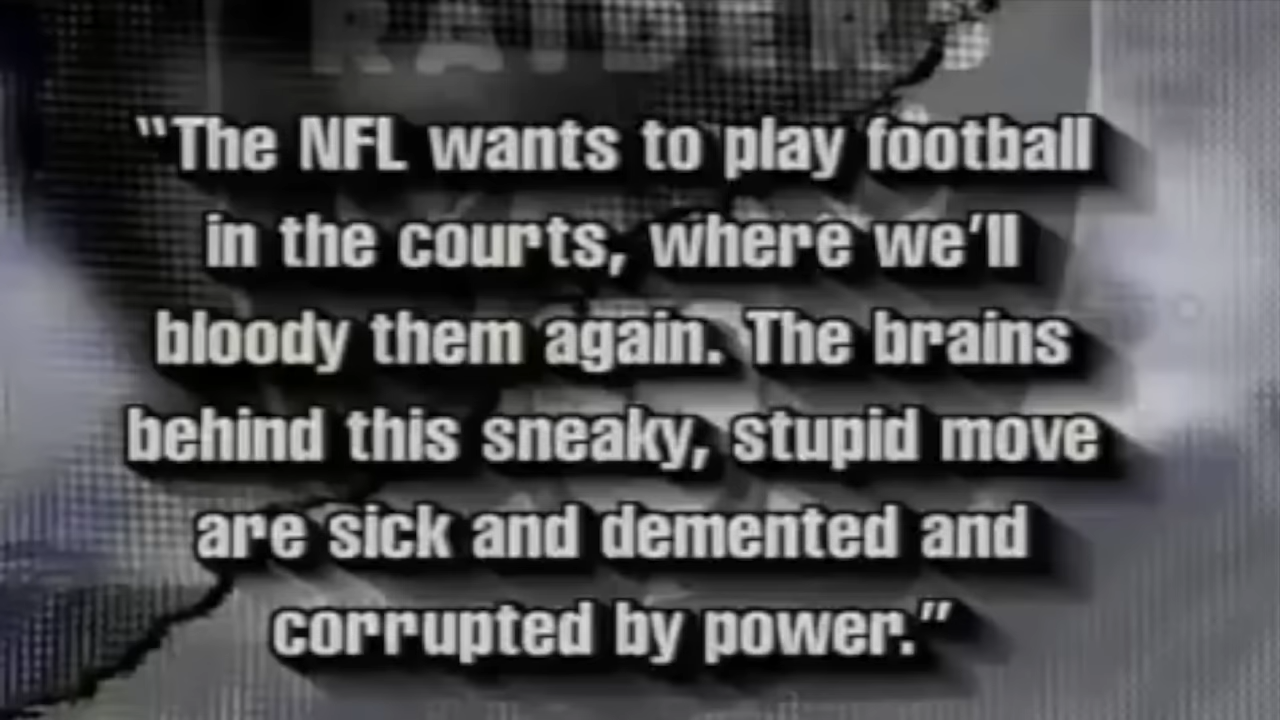 RAIDERS
"The NFL wants to play football
in the courts, where we'll
bloody them again. The brains
behind this sneaky, stupid move
are sick and demented and
corrupted by power."